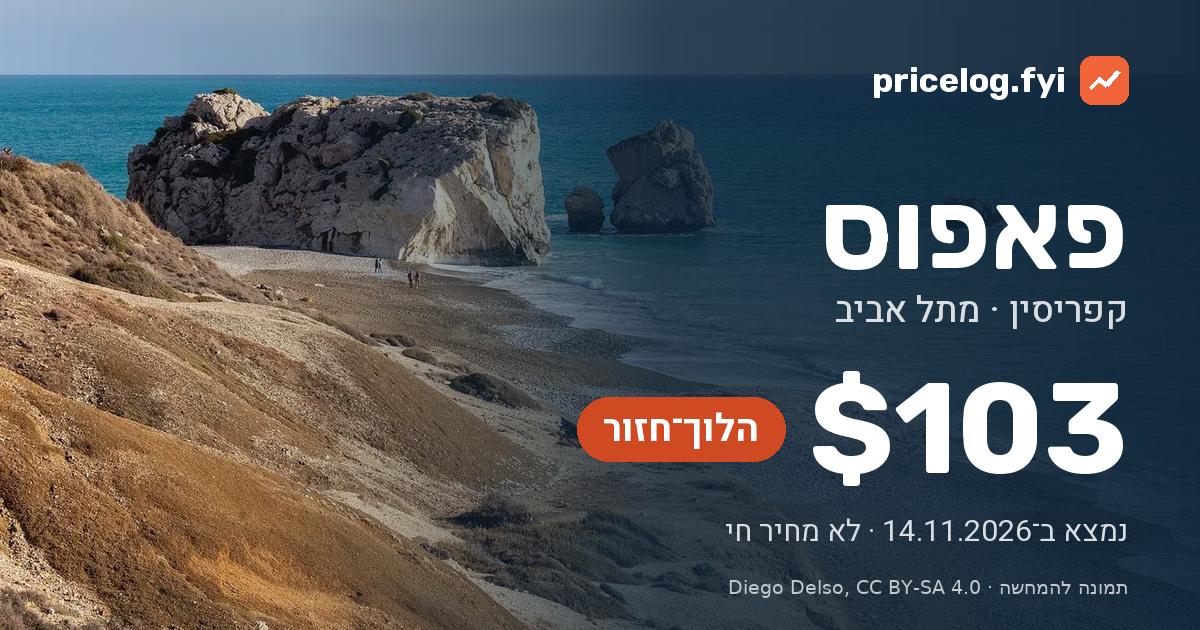 pricelog.fyi
פאפוס
קפריסין · מתל אביב
$103 הלוך־חזור
נמצא ב־14.11.2026 · לא מחיר חי
תמונה להמחשה · Diego Delso, CC BY-SA 4.0